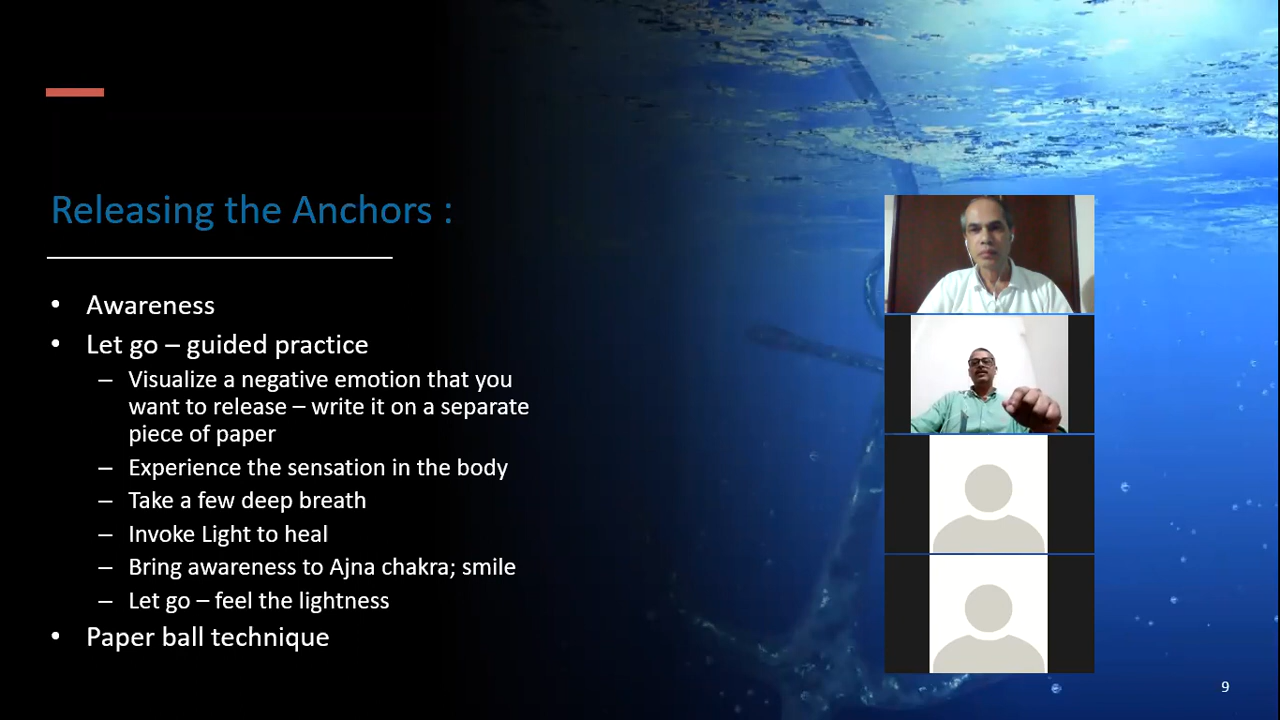 Releasing the Anchors :
• Awareness
• Let go – guided practice
– Visualize a negative emotion that you
want to release – write it on a separate
piece of paper
– Experience the sensation in the body
– Take a few deep breath
– Invoke Light to heal
– Bring awareness to Ajna chakra; smile
– Let go – feel the lightness
• Paper ball technique
9